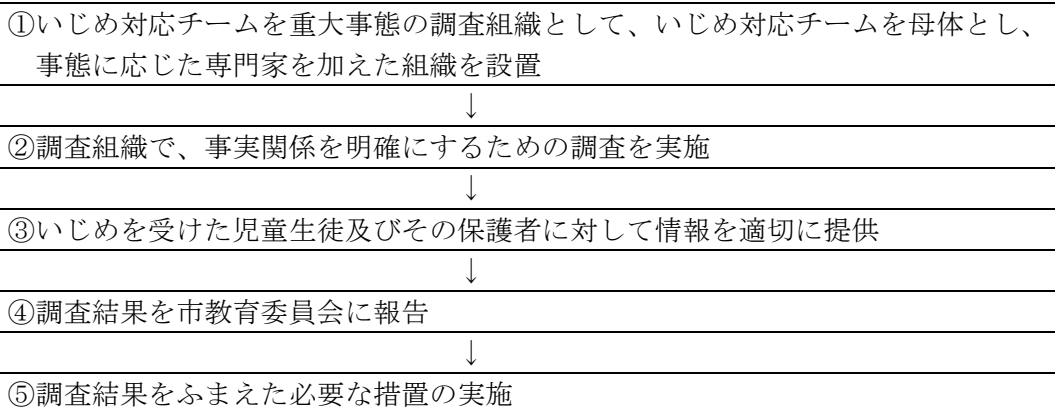 ①いじめ対応チームを重大事態の調査組織として、いじめ対応チームを母体とし、
事態に応じた専門家を加えた組織を設置
↓
②調査組織で、事実関係を明確にするための調査を実施
↓
③いじめを受けた児童生徒及びその保護者に対して情報を適切に提供
↓
④調査結果を市教育委員会に報告
↓
⑤調査結果をふまえた必要な措置の実施